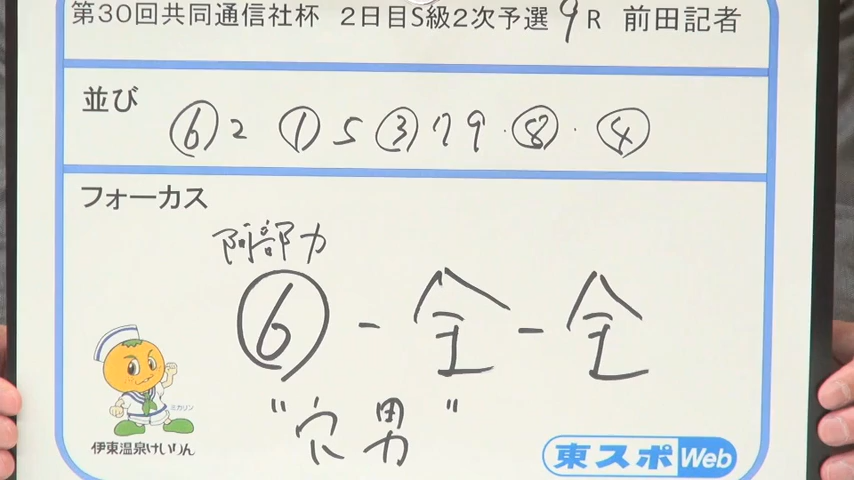 第30回共同通信社杯 2日目S級2次予選 9R 前田記者
並び
⑥2 ①5 ③79・⑧・④
フォーカス
阿部力
⑥-全-全
"穴男"
ミカリン
伊東温泉けいりん
東スポWeb